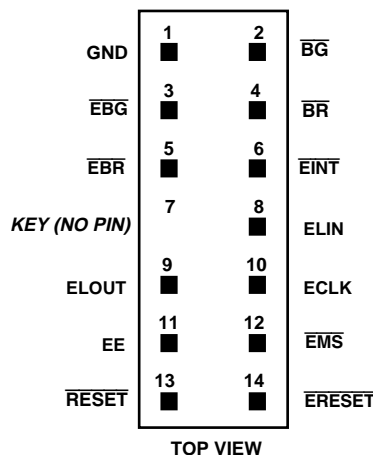 1 2
GND BG
3 4
EBG BR
5 6
EBR EINT
7 8
KEY (NO PIN) ELIN
9 10
ELOUT ECLK
11 12
EE EMS
13 14
RESET ERESET
TOP VIEW